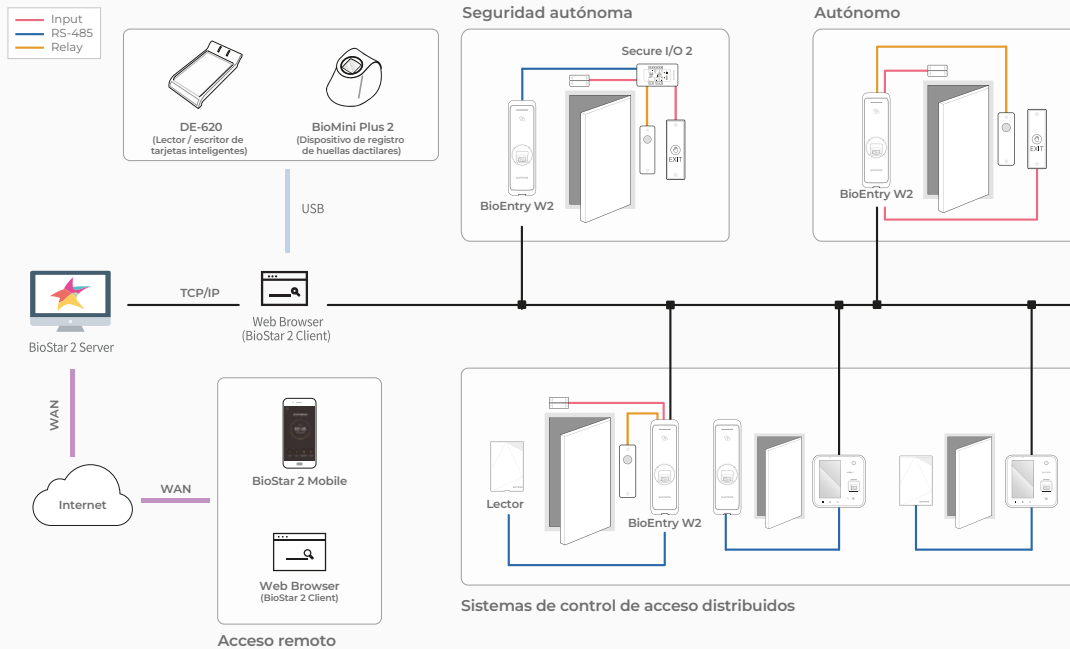 Input
RS-485
Relay
DE-620
(Lector / escritor de
tarjetas inteligentes)
BioMini Plus 2
(Dispositivo de registro
de huellas dactilares)
USB
Seguridad autónoma
Secure I/O 2
EXIT
BioEntry W2
Autónomo
EXIT
BioEntry W2
BioStar 2 Server
TCP/IP
Web Browser
(BioStar 2 Client)
WAN
Internet
WAN
BioStar 2 Mobile
Web Browser
(BioStar 2 Client)
Acceso remoto
Lector
BioEntry W2
Sistemas de control de acceso distribuidos